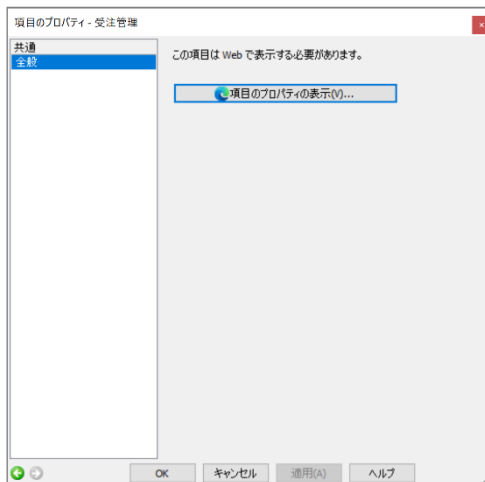 項目のプロパティ - 受注管理
共通
全般
この項目は Web で表示する必要があります。
項目のプロパティの表示(V)...
OK
キャンセル
適用(A)
ヘルプ